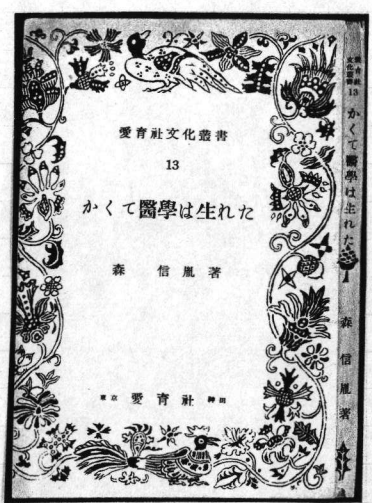 愛育社文化叢書
13
かくて醫學は生れた
森 信胤 著
東京 愛育社 神田
愛育社
文化叢書
13
かくて醫學は生れた
森 信胤 著